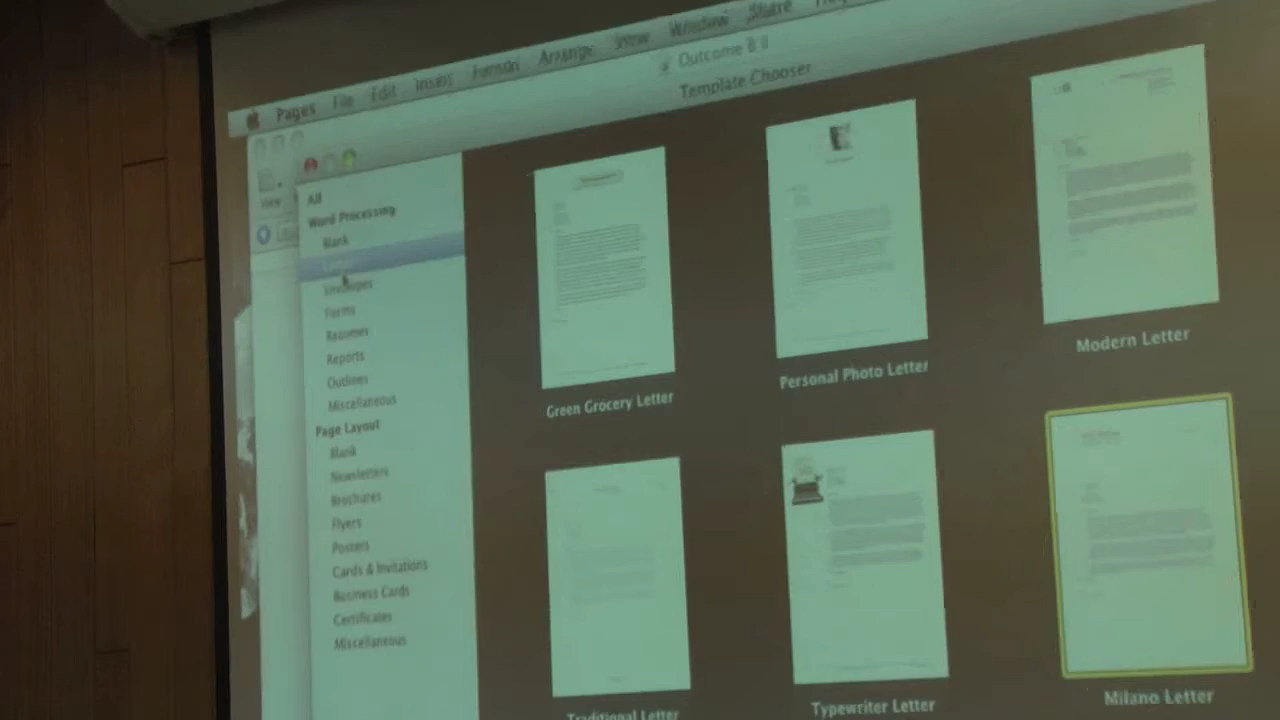 Pages File Edit Insert Format Arrange Show Window Share
Outcome B
Template Chooser
All
Word Processing
Blank
Envelopes
Forms
Resumes
Reports
Outlines
Miscellaneous
Page Layout
Blank
Newsletters
Brochures
Flyers
Posters
Cards & Invitations
Business Cards
Certificates
Miscellaneous
Green Grocery Letter
Personal Photo Letter
Modern Letter
Traditional Letter
Typewriter Letter
Milano Letter